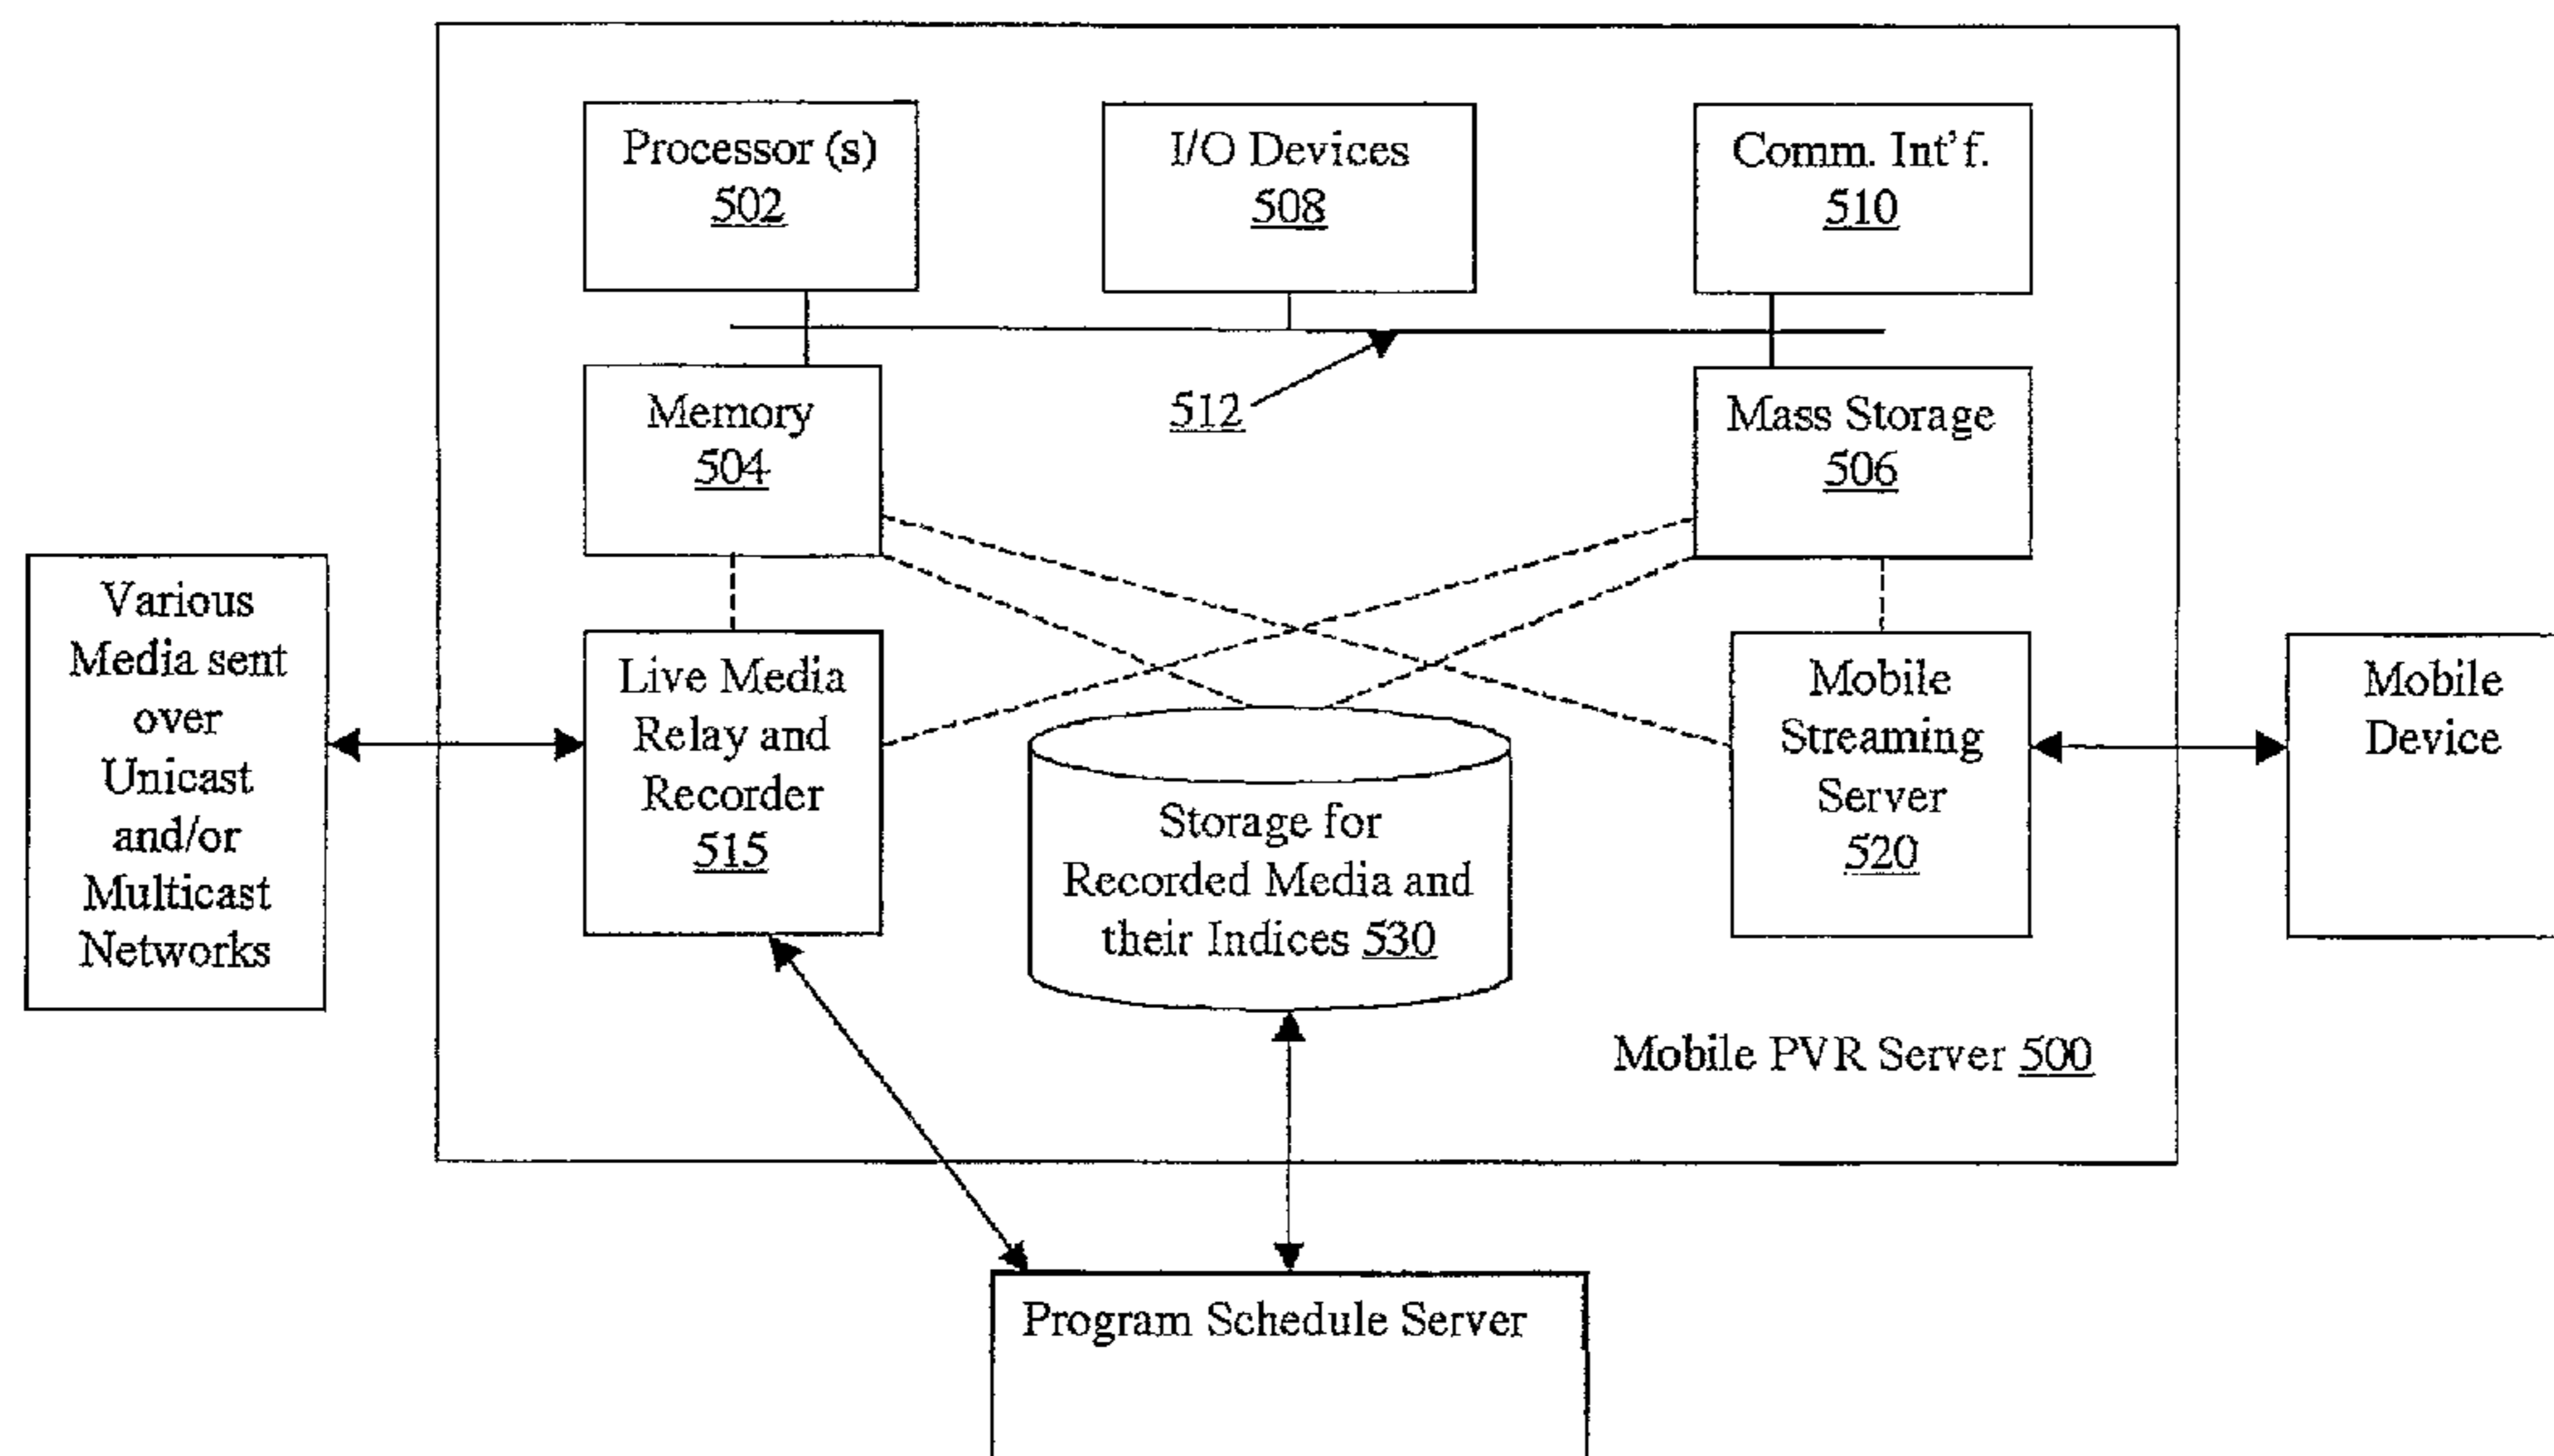 Processor (s)
502
I/O Devices
508
Comm. Int'f.
510
512
Memory
504
Mass Storage
506
Various
Media sent
over
Unicast
and/or
Multicast
Networks
Live Media
Relay and
Recorder
515
Storage for
Recorded Media and
their Indices 530
Mobile
Streaming
Server
520
Mobile
Device
Mobile PVR Server 500
Program Schedule Server